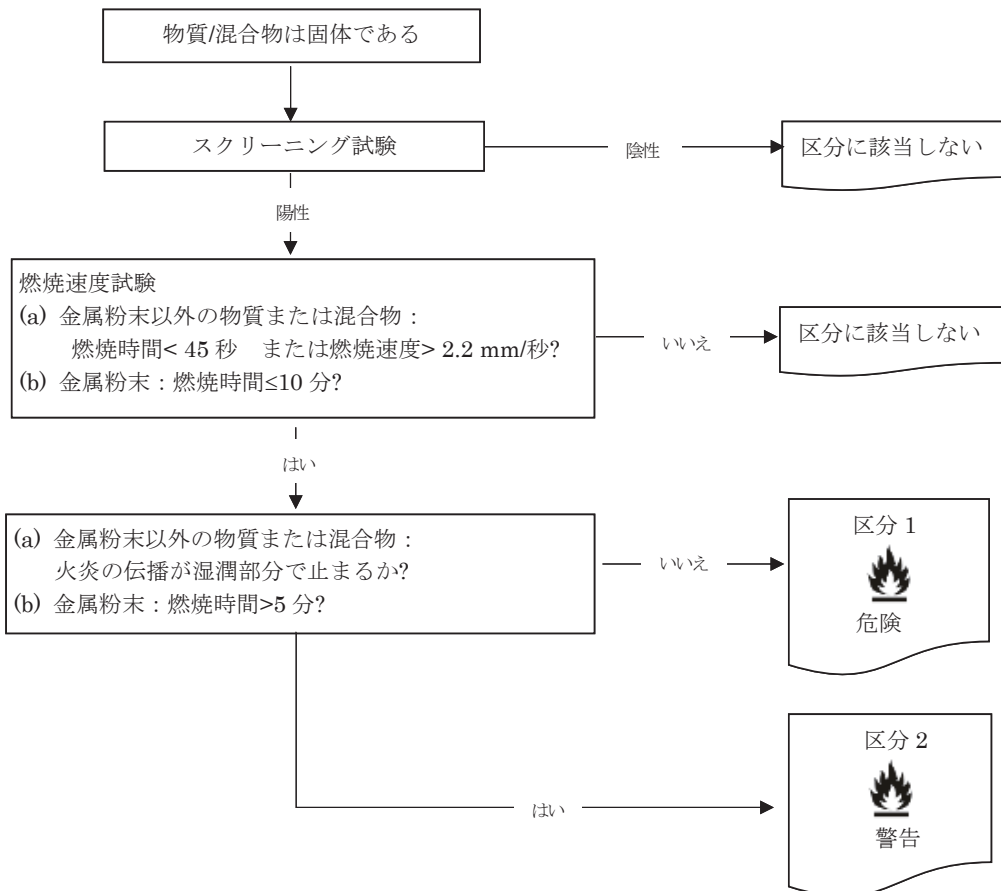 物質/混合物は固体である
スクリーニング試験
陰性
区分に該当しない
陽性
燃焼速度試験
(a) 金属粉末以外の物質または混合物：
燃焼時間< 45 秒　または燃焼速度> 2.2 mm/秒?
(b) 金属粉末：燃焼時間≤10 分?
いいえ
区分に該当しない
はい
(a) 金属粉末以外の物質または混合物：
火炎の伝播が湿潤部分で止まるか?
(b) 金属粉末：燃焼時間>5 分?
いいえ
区分 1
危険
はい
区分 2
警告